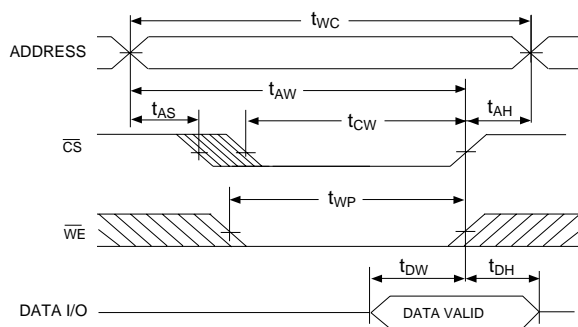 tWC
ADDRESS
tAW
tAS
tCW
tAH
CS
tWP
WE
tDW
tDH
DATA I/O
DATA VALID